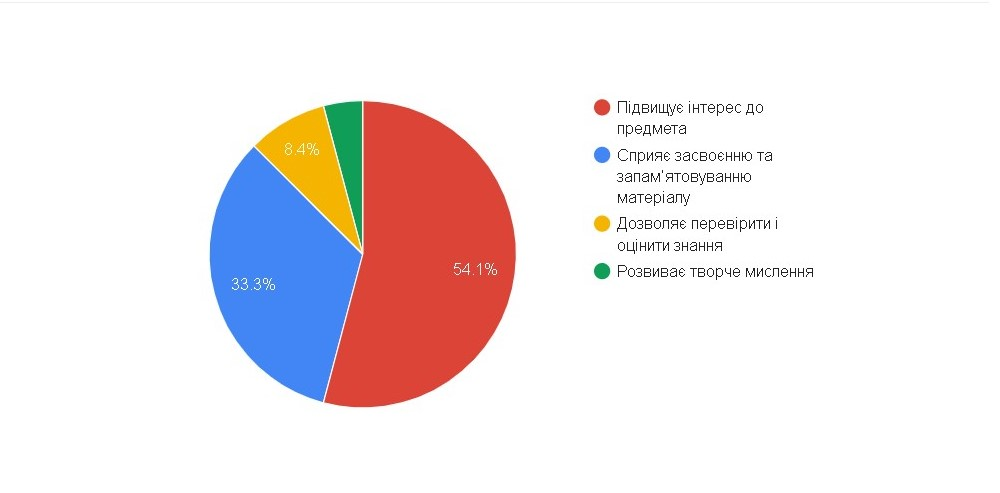 8.4%
33.3%
54.1%
Підвищує інтерес до
предмета
Сприяє засвоєнню та
запам'ятовуванню
матеріалу
Дозволяє перевірити і
оцінити знання
Розвиває творче мислення